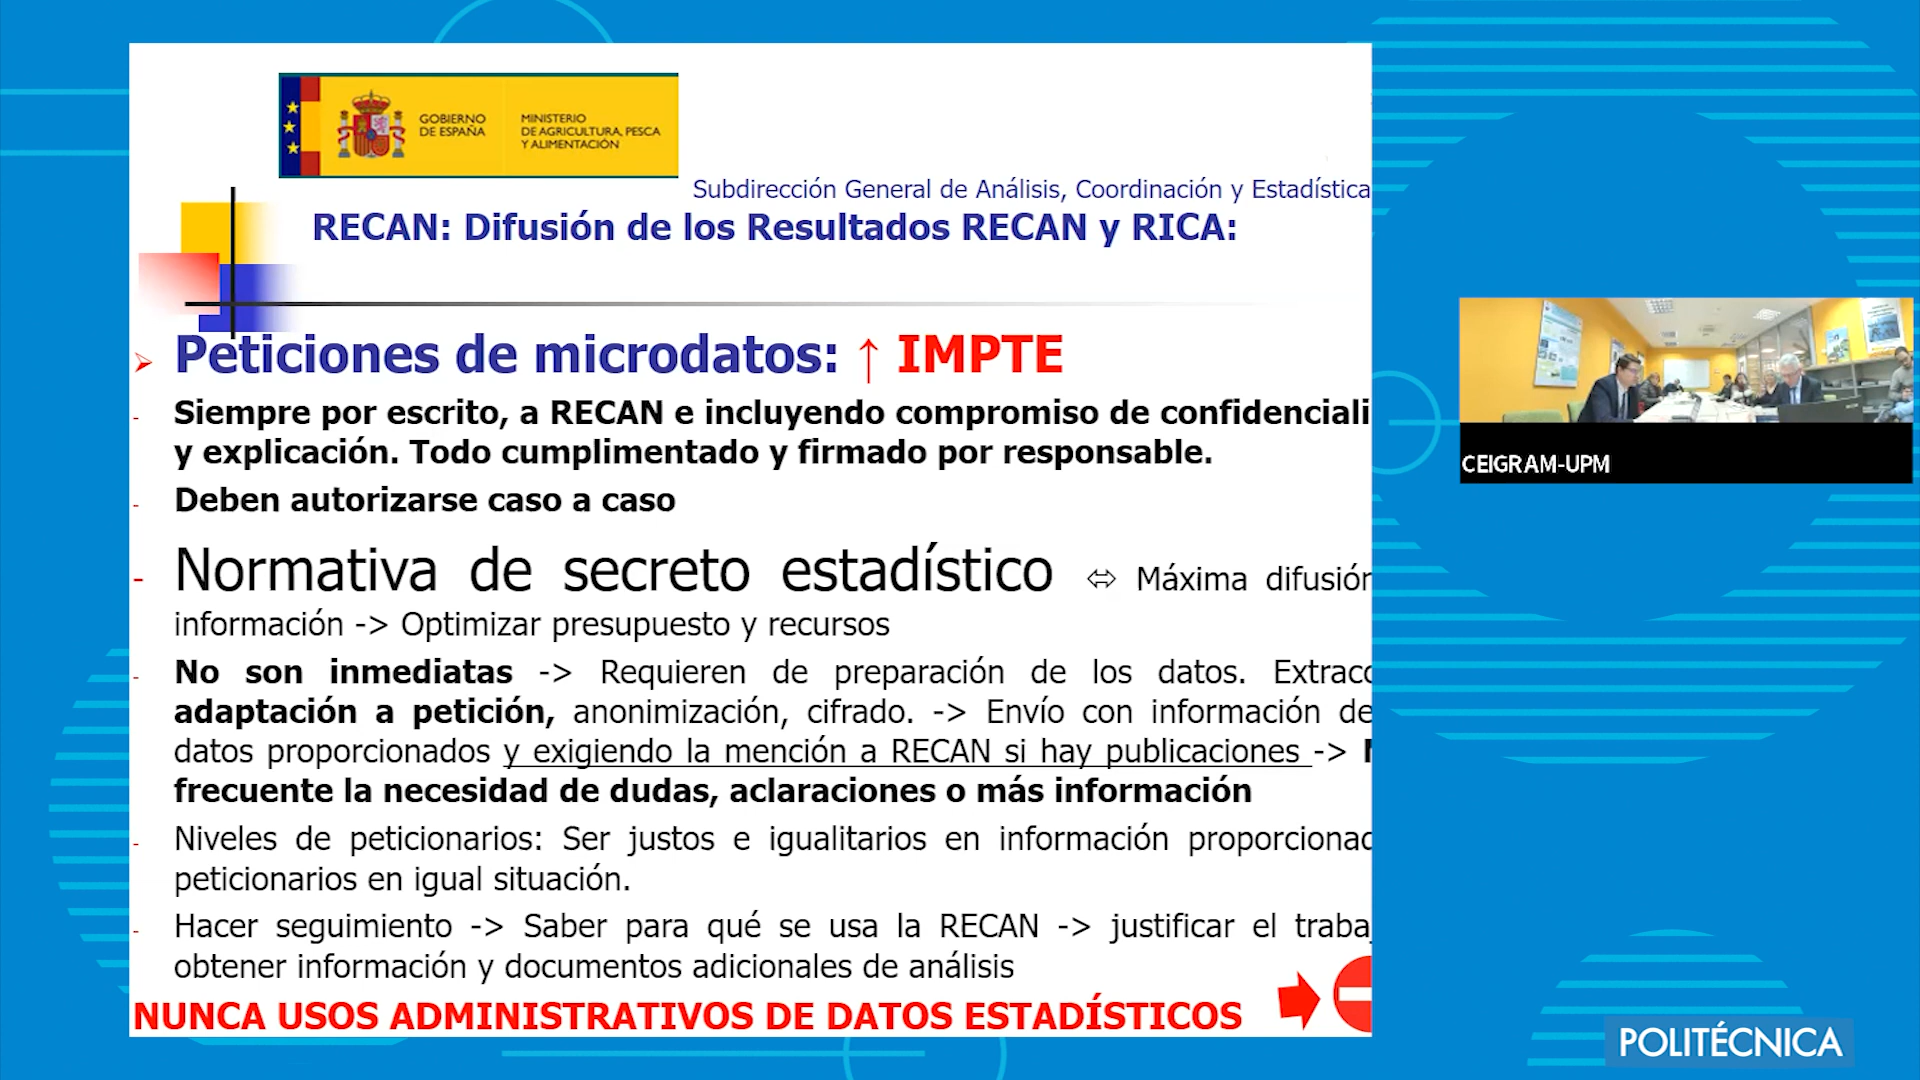 GOBIERNO
DE ESPAÑA
MINISTERIO
DE AGRICULTURA, PESCA
Y ALIMENTACIÓN
Subdirección General de Análisis, Coordinación y Estadística
RECAN: Difusión de los Resultados RECAN y RICA:
Peticiones de microdatos: ↑ IMPTE
- Siempre por escrito, a RECAN e incluyendo compromiso de confidenciali
y explicación. Todo cumplimentado y firmado por responsable.
- Deben autorizarse caso a caso
- Normativa de secreto estadístico ⬄ Máxima difusión
información -> Optimizar presupuesto y recursos
- No son inmediatas -> Requieren de preparación de los datos. Extracc
adaptación a petición, anonimización, cifrado. -> Envío con información de
datos proporcionados y exigiendo la mención a RECAN si hay publicaciones ->
frecuente la necesidad de dudas, aclaraciones o más información
- Niveles de peticionarios: Ser justos e igualitarios en información proporcionad
peticionarios en igual situación.
- Hacer seguimiento -> Saber para qué se usa la RECAN -> justificar el trabaj
obtener información y documentos adicionales de análisis
NUNCA USOS ADMINISTRATIVOS DE DATOS ESTADÍSTICOS
CEIGRAM-UPM
POLITÉCNICA